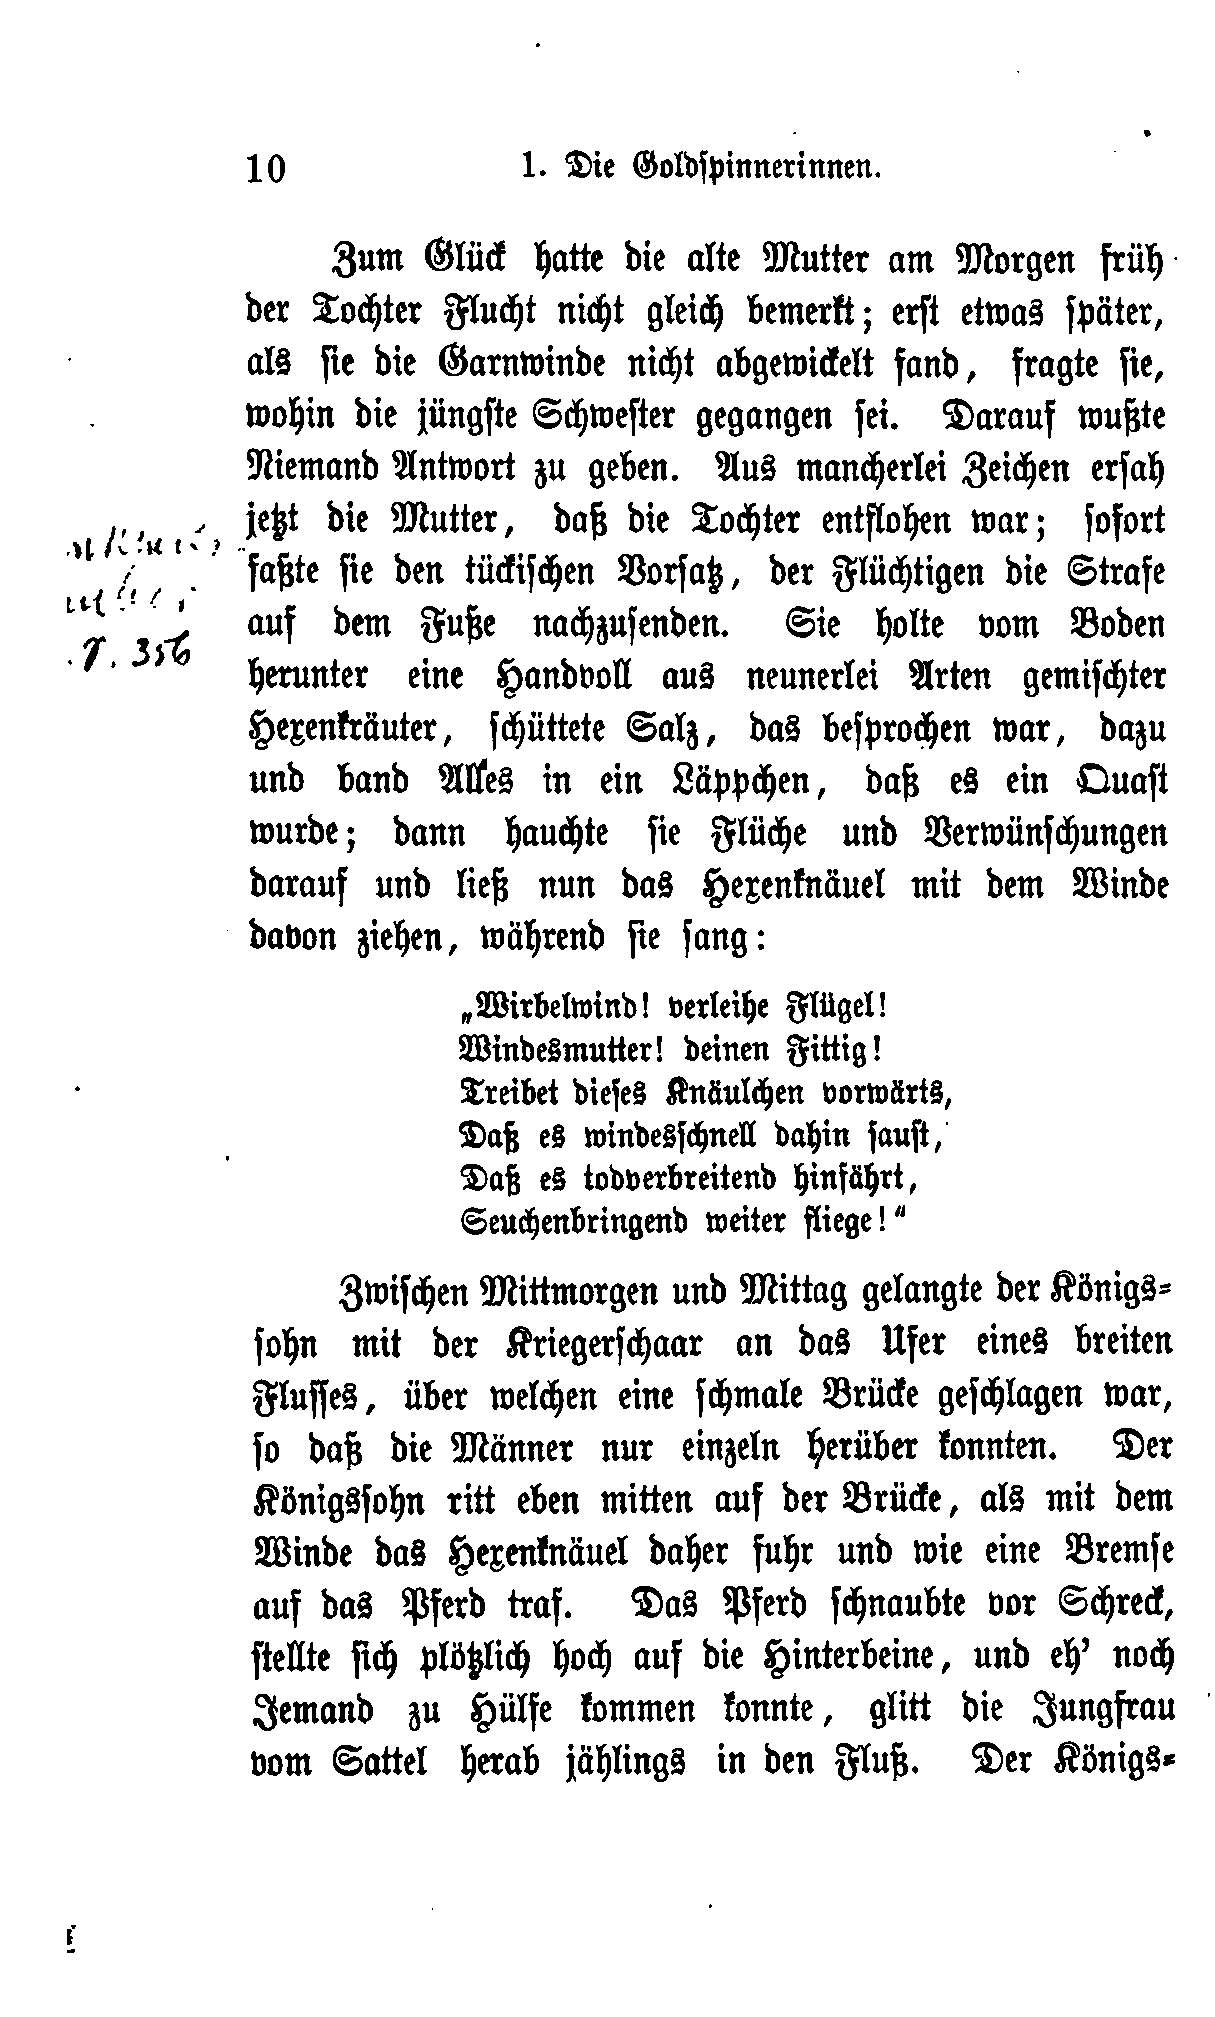 10 1. Die Goldspinnerinnen.
Zum Glück hatte die alte Mutter am Morgen früh
der Tochter Flucht nicht gleich bemerkt; erst etwas später,
als sie die Garnwinde nicht abgewickelt fand, fragte sie,
wohin die jüngste Schwester gegangen sei. Darauf wußte
Niemand Antwort zu geben. Aus mancherlei Zeichen ersah
jetzt die Mutter, daß die Tochter entflohen war; sofort
faßte sie den tückischen Vorsatz, der Flüchtigen die Strafe
auf dem Fuße nachzusenden. Sie holte vom Boden
herunter eine Handvoll aus neunerlei Arten gemischter
Hexenkräuter, schüttete Salz, das besprochen war, dazu
und band Alles in ein Läppchen, daß es ein Quast
wurde; dann hauchte sie Flüche und Verwünschungen
darauf und ließ nun das Hexenknäuel mit dem Winde
davon ziehen, während sie sang:
„Wirbelwind! verleihe Flügel!
Windesmutter! deinen Fittig!
Treibet dieses Knäulchen vorwärts,
Daß es windesschnell dahin saust,
Daß es todverbreitend hinfährt,
Seuchenbringend weiter fliege!“
Zwischen Mittmorgen und Mittag gelangte der Königs-
sohn mit der Kriegerschaar an das Ufer eines breiten
Flusses, über welchen eine schmale Brücke geschlagen war,
so daß die Männer nur einzeln herüber konnten. Der
Königssohn ritt eben mitten auf der Brücke, als mit dem
Winde das Hexenknäuel daher fuhr und wie eine Bremse
auf das Pferd traf. Das Pferd schnaubte vor Schreck,
stellte sich plötzlich hoch auf die Hinterbeine, und eh' noch
Jemand zu Hülfe kommen konnte, glitt die Jungfrau
vom Sattel herab jählings in den Fluß. Der Königs-
356